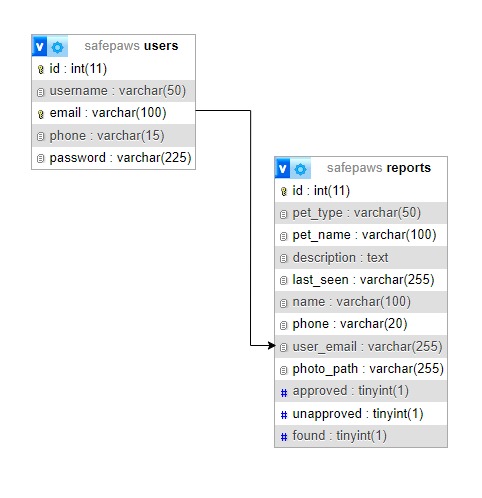 v safepaws users
id : int(11)
username : varchar(50)
email : varchar(100)
phone : varchar(15)
password : varchar(225)
v safepaws reports
id : int(11)
pet_type : varchar(50)
pet_name : varchar(100)
description : text
last_seen : varchar(255)
name : varchar(100)
phone : varchar(20)
user_email : varchar(255)
photo_path : varchar(255)
# approved : tinyint(1)
# unapproved : tinyint(1)
# found : tinyint(1)